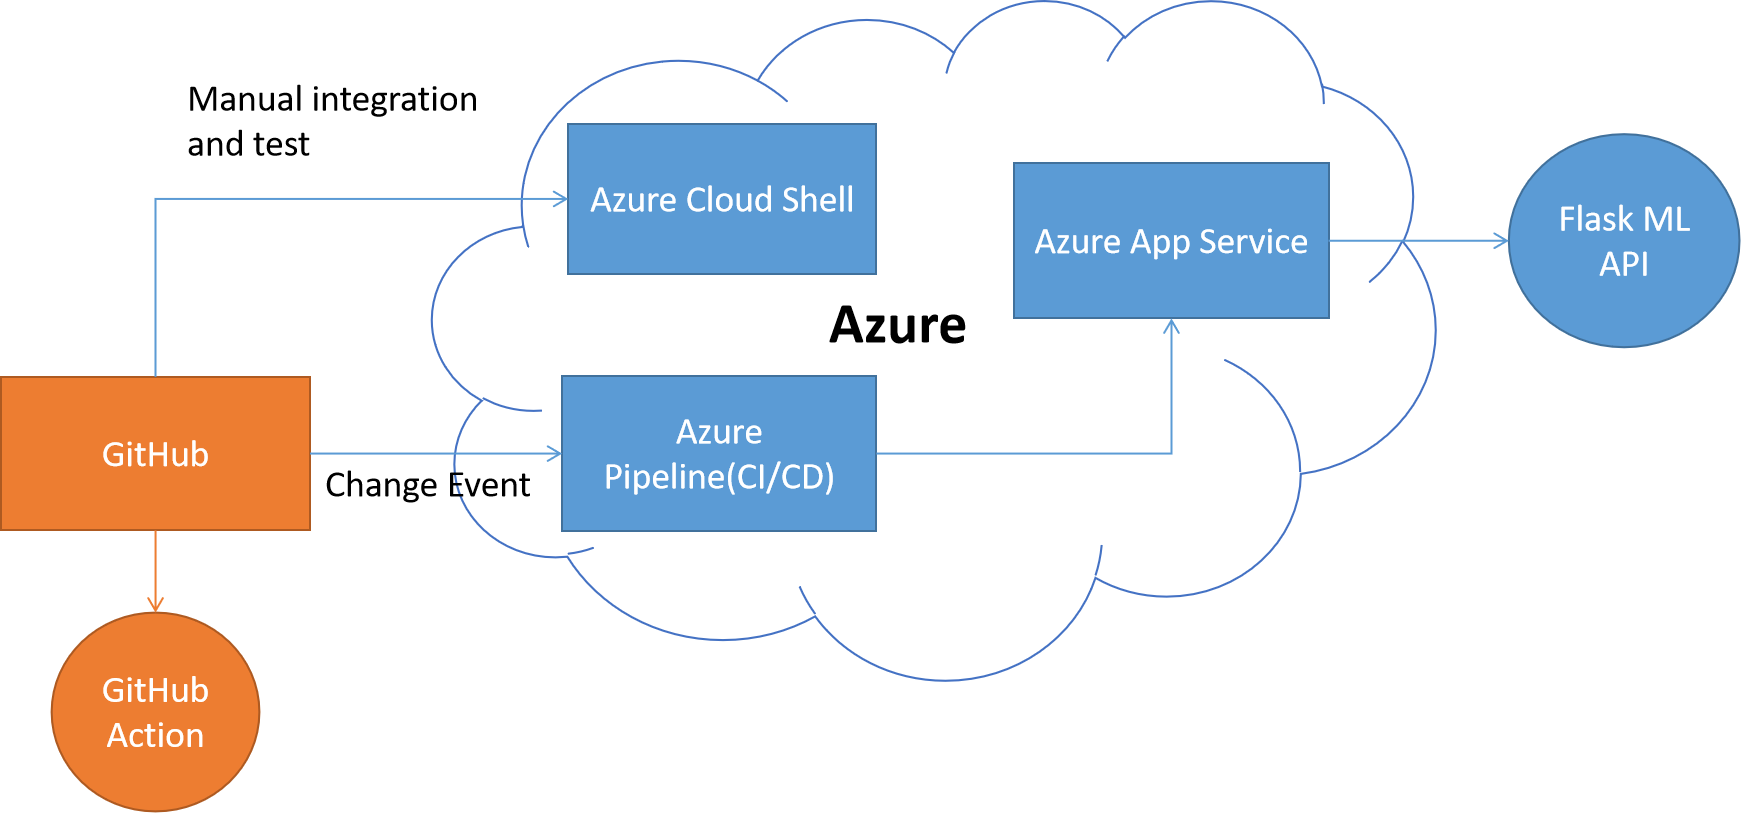 Manual integration
and test
Azure Cloud Shell
Azure App Service
Flask ML
API
Azure
GitHub
Change Event
Azure
Pipeline(CI/CD)
GitHub
Action